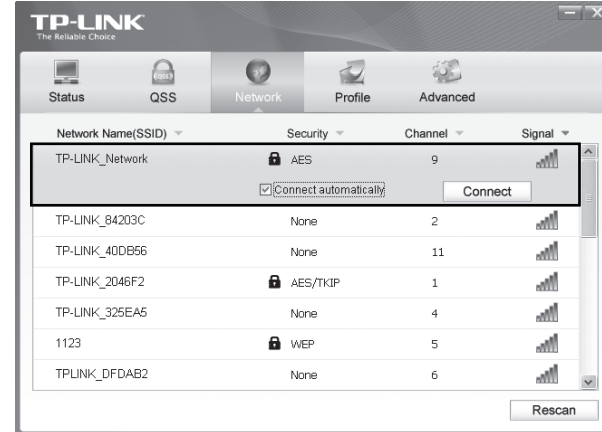 TP-LINK
The Reliable Choice
Status QSS Network Profile Advanced
Network Name(SSID) Security Channel Signal
TP-LINK_Network AES 9
Connect automatically Connect
TP-LINK_84203C None 2
TP-LINK_40DB56 None 11
TP-LINK_2046F2 AES/TKIP 1
TP-LINK_325EA5 None 4
1123 WEP 5
TPLINK_DFDAB2 None 6
Rescan